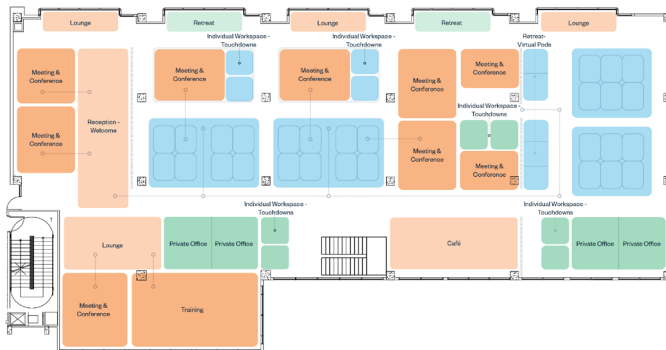 Lounge
Retreat
Lounge
Retreat
Lounge
Individual Workspace -
Touchdowns
Individual Workspace -
Touchdowns
Retreat-
Virtual Pods
Meeting &
Conference
Meeting &
Conference
Meeting &
Conference
Meeting &
Conference
Meeting &
Conference
Individual Workspace -
Touchdowns
Reception -
Welcome
Meeting &
Conference
Meeting &
Conference
Meeting &
Conference
Individual Workspace -
Touchdowns
Individual Workspace -
Touchdowns
Lounge
Private Office
Private Office
Café
Private Office
Private Office
Meeting &
Conference
Training